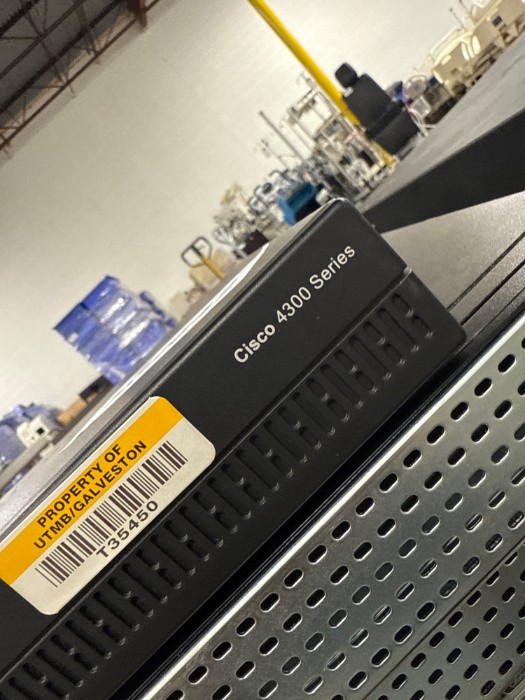 Cisco 4300 Series
PROPERTY OF
UTMB/GALVESTON
T35450